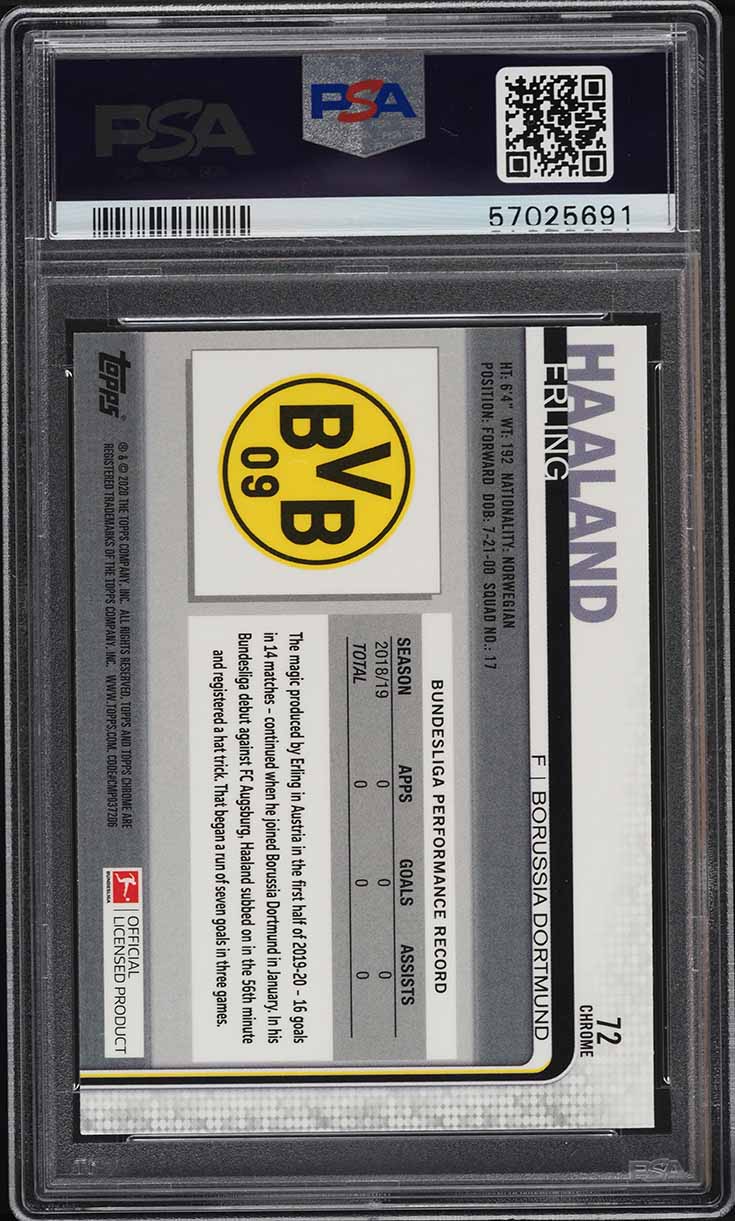 PSA
PSA
57025691
72
CHROME
HAALAND
ERLING
F | BORUSSIA DORTMUND
HT: 6'4" WT: 192 NATIONALITY: NORWEGIAN
POSITION: FORWARD DOB: 7-21-00 SQUAD NO.: 17
BVB
09
BUNDESLIGA PERFORMANCE RECORD
SEASON APPS GOALS ASSISTS
2018/19 0 0 0
TOTAL 0 0 0
The magic produced by Erling in Austria in the first half of 2019-20 – 16 goals
in 14 matches – continued when he joined Borussia Dortmund in January. In his
Bundesliga debut against FC Augsburg, Haaland subbed on in the 56th minute
and registered a hat trick. That began a run of seven goals in three games.
topps®
® & © 2020 THE TOPPS COMPANY, INC. ALL RIGHTS RESERVED. TOPPS AND TOPPS CHROME ARE
REGISTERED TRADEMARKS OF THE TOPPS COMPANY, INC. WWW.TOPPS.COM. CODE#CMP037206
BUNDESLIGA
OFFICIAL
LICENSED PRODUCT
PSA